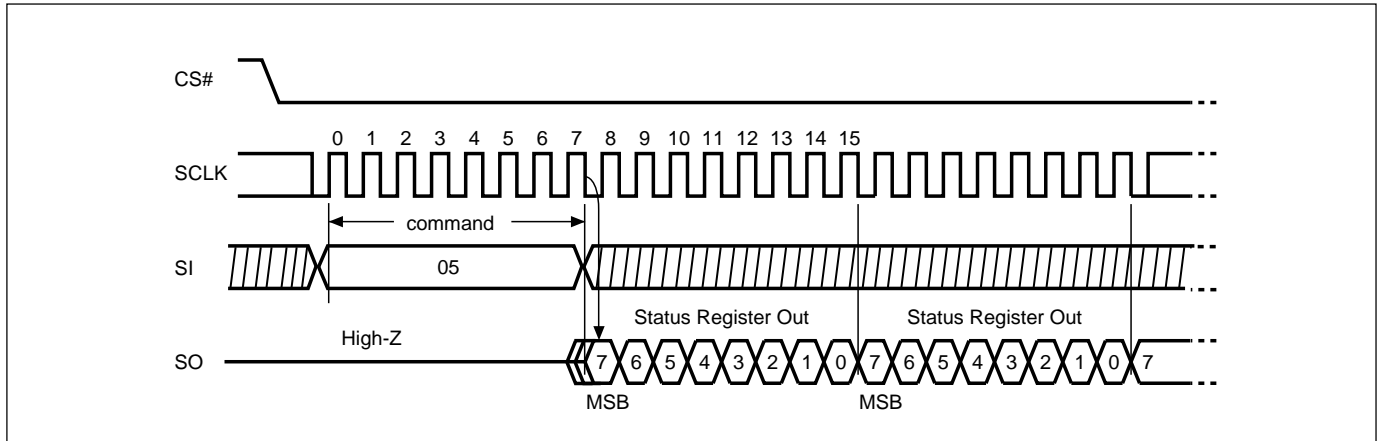 CS#
0 1 2 3 4 5 6 7 8 9 10 11 12 13 14 15
SCLK
command
SI
05
Status Register Out Status Register Out
High-Z
SO
7 6 5 4 3 2 1 0 7 6 5 4 3 2 1 0 7
MSB MSB